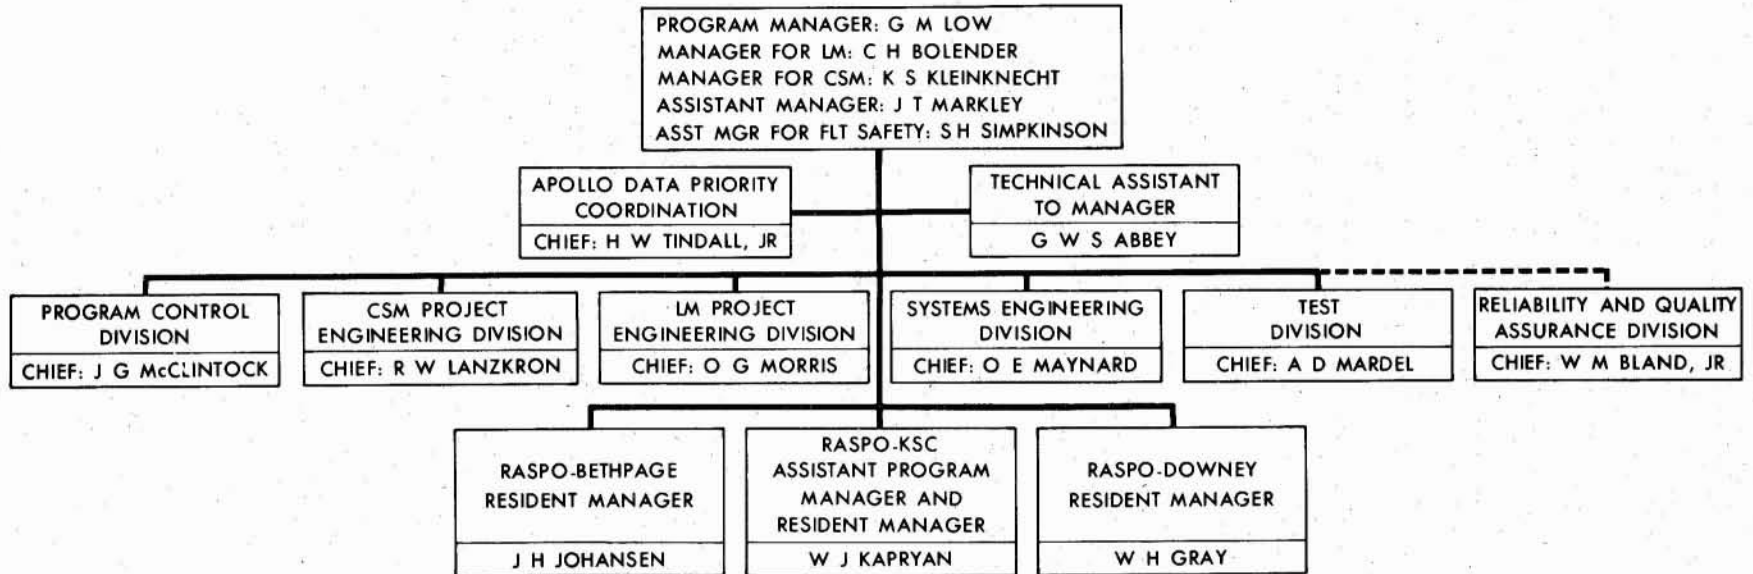 PROGRAM MANAGER: G M LOW
MANAGER FOR LM: C H BOLENDER
MANAGER FOR CSM: K S KLEINKNECHT
ASSISTANT MANAGER: J T MARKLEY
ASST MGR FOR FLT SAFETY: S H SIMPKINSON
APOLLO DATA PRIORITY
COORDINATION
CHIEF: H W TINDALL, JR
TECHNICAL ASSISTANT
TO MANAGER
G W S ABBEY
PROGRAM CONTROL
DIVISION
CHIEF: J G McCLINTOCK
CSM PROJECT
ENGINEERING DIVISION
CHIEF: R W LANZKRON
LM PROJECT
ENGINEERING DIVISION
CHIEF: O G MORRIS
SYSTEMS ENGINEERING
DIVISION
CHIEF: O E MAYNARD
TEST
DIVISION
CHIEF: A D MARDEL
RELIABILITY AND QUALITY
ASSURANCE DIVISION
CHIEF: W M BLAND, JR
RASPO-BETHPAGE
RESIDENT MANAGER
J H JOHANSEN
RASPO-KSC
ASSISTANT PROGRAM
MANAGER AND
RESIDENT MANAGER
W J KAPRYAN
RASPO-DOWNEY
RESIDENT MANAGER
W H GRAY